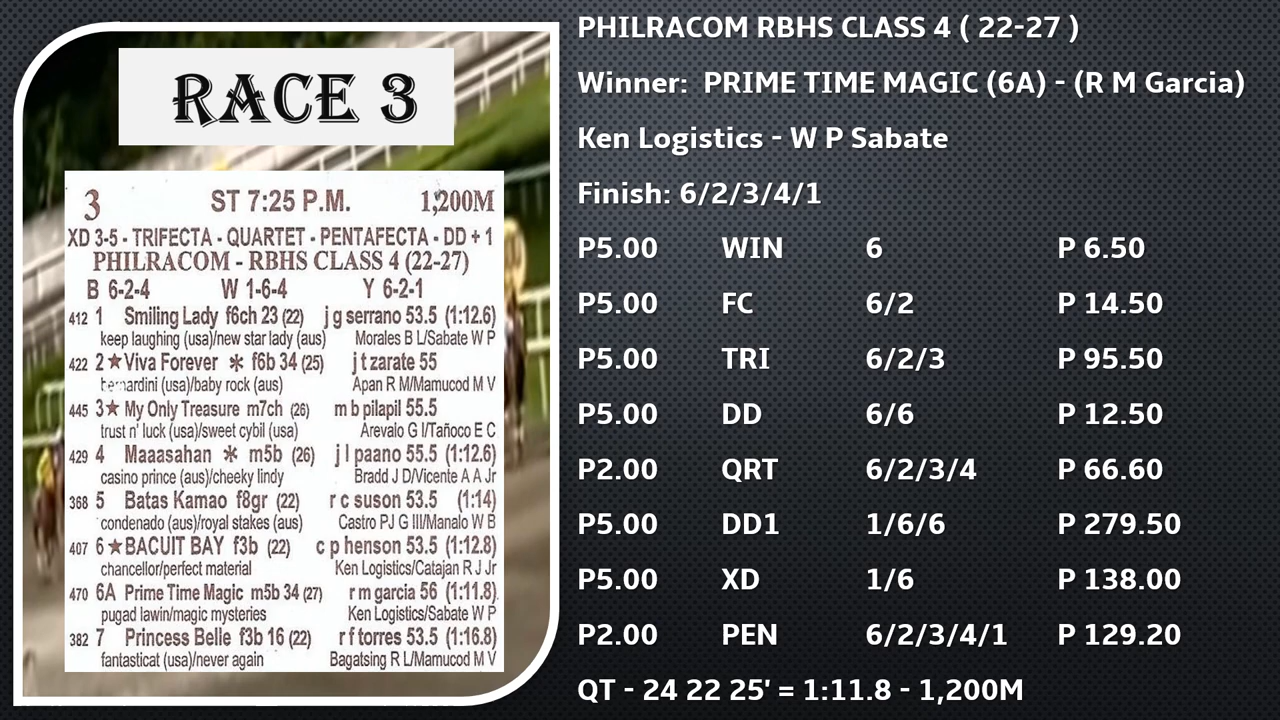 RACE 3
3 ST 7:25 P.M. 1,200M
XD 3-5 - TRIFECTA - QUARTET - PENTAFECTA - DD + 1
PHILRACOM - RBHS CLASS 4 (22-27)
B 6-2-4 W 1-6-4 Y 6-2-1
412 1 Smiling Lady f6ch 23 (22) j g serrano 53.5 (1:12.6)
keep laughing (usa)/new star lady (aus) Morales B L/Sabate W P
422 2 ★ Viva Forever * f6b 34 (25) j t zarate 55
bernardini (usa)/baby rock (aus) Apan R M/Mamucod M V
445 3 ★ My Only Treasure m7ch (26) m b pilapil 55.5
trust n' luck (usa)/sweet cybil (usa) Arevalo G I/Tañoco E C
429 4 Maaasahan * m5b (26) j l paano 55.5 (1:12.6)
casino prince (aus)/cheeky lindy Bradd J D/Vicente A A Jr
368 5 Batas Kamao f8gr (22) r c suson 53.5 (1:14)
condenado (aus)/royal stakes (aus) Castro PJ G III/Manalo W B
407 6 ★ BACUIT BAY f3b (22) c p henson 53.5 (1:12.8)
chancellor/perfect material Ken Logistics/Catajan R J Jr
470 6A Prime Time Magic m5b 34 (27) r m garcia 56 (1:11.8)
pugad lawin/magic mysteries Ken Logistics/Sabate W P
382 7 Princess Belle f3b 16 (22) r f torres 53.5 (1:16.8)
fantasticat (usa)/never again Bagatsing R L/Mamucod M V
PHILRACOM RBHS CLASS 4 ( 22-27 )
Winner: PRIME TIME MAGIC (6A) - (R M Garcia)
Ken Logistics - W P Sabate
Finish: 6/2/3/4/1
P5.00 WIN 6 P 6.50
P5.00 FC 6/2 P 14.50
P5.00 TRI 6/2/3 P 95.50
P5.00 DD 6/6 P 12.50
P2.00 QRT 6/2/3/4 P 66.60
P5.00 DD1 1/6/6 P 279.50
P5.00 XD 1/6 P 138.00
P2.00 PEN 6/2/3/4/1 P 129.20
QT - 24 22 25' = 1:11.8 - 1,200M